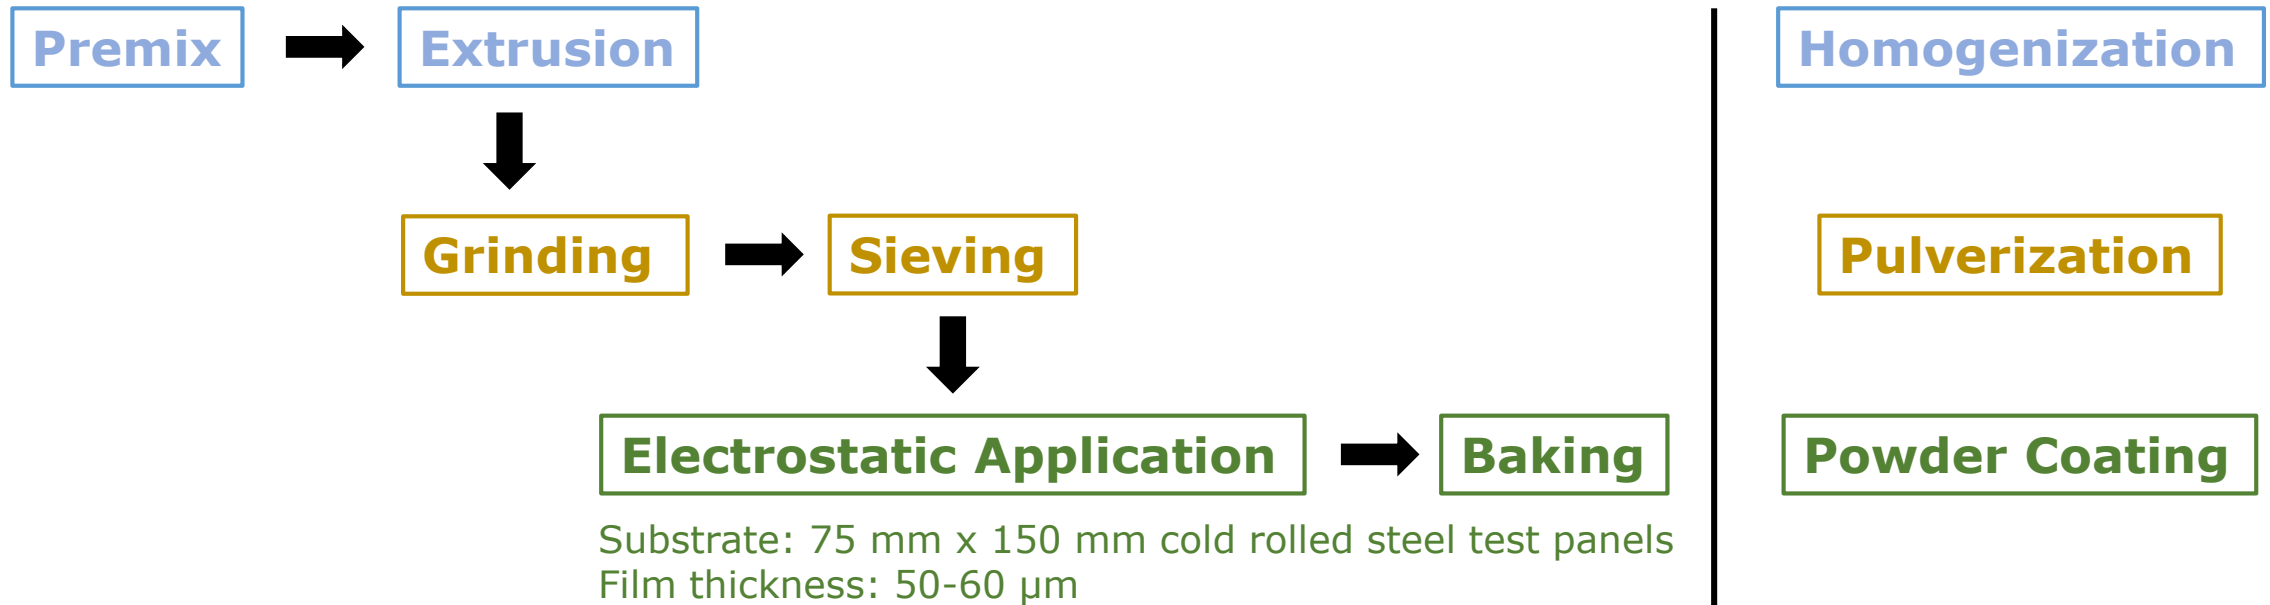 Premix
Extrusion
Homogenization
Grinding
Sieving
Pulverization
Electrostatic Application
Baking
Powder Coating
Substrate: 75 mm x 150 mm cold rolled steel test panels
Film thickness: 50-60 μm